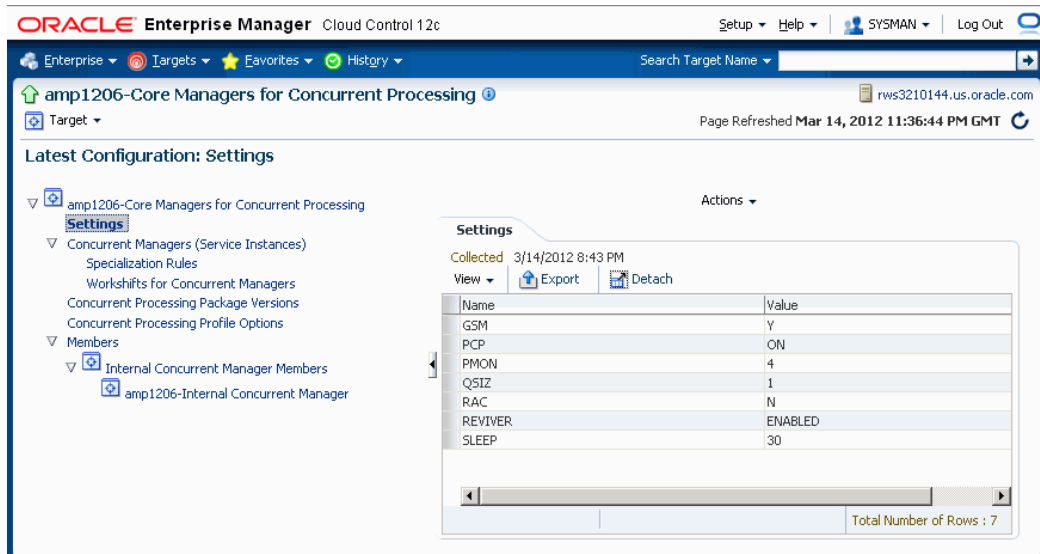 ORACLE Enterprise Manager Cloud Control 12c
Setup Help SYSMAN Log Out
Enterprise Targets Favorites History Search Target Name
amp1206-Core Managers for Concurrent Processing
rws3210144.us.oracle.com
Target
Page Refreshed Mar 14, 2012 11:36:44 PM GMT
Latest Configuration: Settings
amp1206-Core Managers for Concurrent Processing
Settings
Concurrent Managers (Service Instances)
Specialization Rules
Workshifts for Concurrent Managers
Concurrent Processing Package Versions
Concurrent Processing Profile Options
Members
Internal Concurrent Manager Members
amp1206-Internal Concurrent Manager
Actions
Settings
Collected 3/14/2012 8:43 PM
View Export Detach
Name Value
GSM Y
PCP ON
PMON 4
QSIZ 1
RAC N
REVIVER ENABLED
SLEEP 30
Total Number of Rows : 7